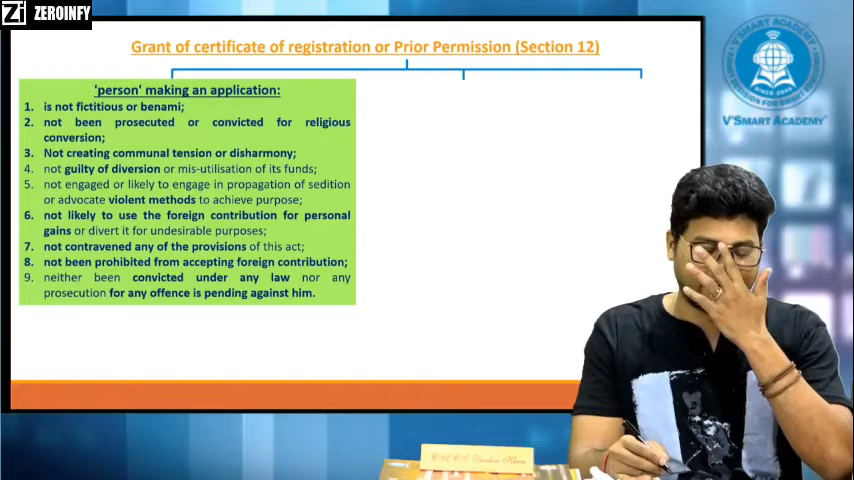 Zi ZEROINFY
Grant of certificate of registration or Prior Permission (Section 12)
'person' making an application:
1. is not fictitious or benami;
2. not been prosecuted or convicted for religious
conversion;
3. Not creating communal tension or disharmony;
4. not guilty of diversion or mis-utilisation of its funds;
5. not engaged or likely to engage in propagation of sedition
or advocate violent methods to achieve purpose;
6. not likely to use the foreign contribution for personal
gains or divert it for undesirable purposes;
7. not contravened any of the provisions of this act;
8. not been prohibited from accepting foreign contribution;
9. neither been convicted under any law nor any
prosecution for any offence is pending against him.
V'SMART ACADEMY
SINCE-2008
V'SMART ACADEMY